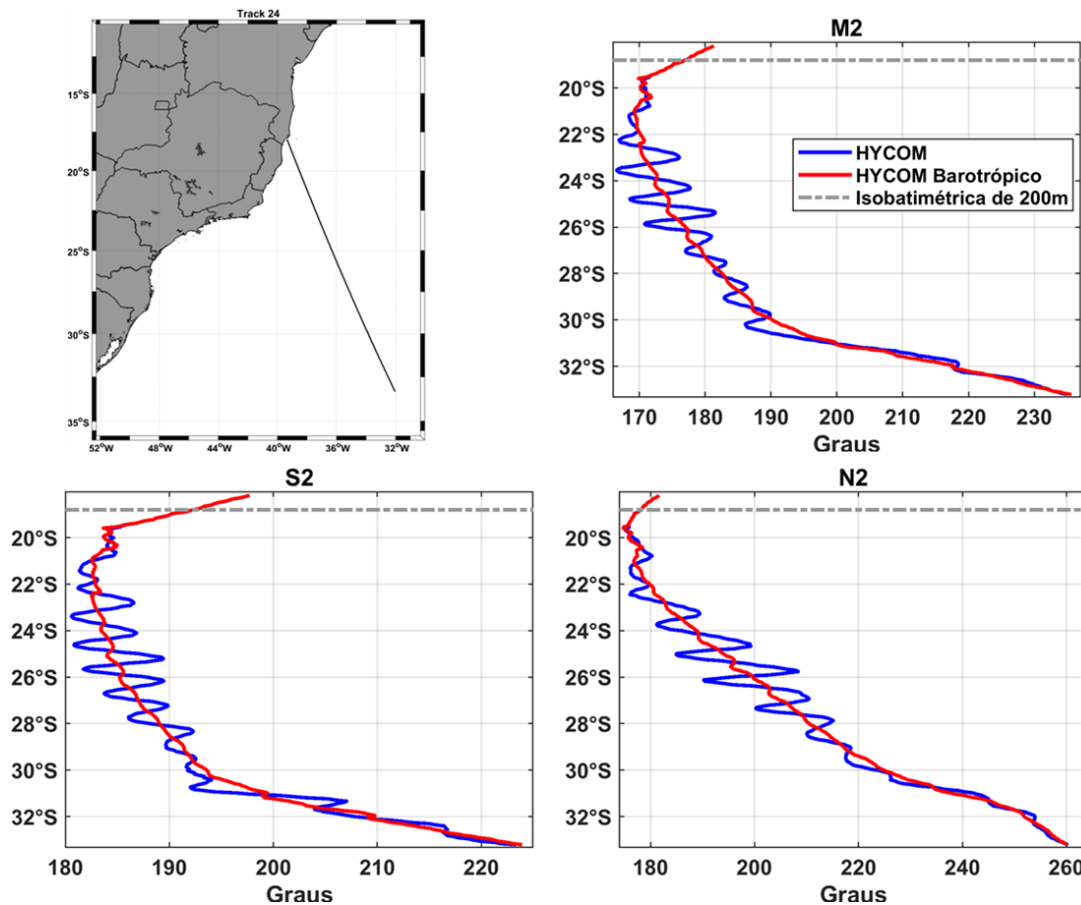 Track 24
15°S
20°S
25°S
30°S
35°S
52°W 48°W 44°W 40°W 36°W 32°W
M2
20°S
22°S
24°S
26°S
28°S
30°S
32°S
HYCOM
HYCOM Barotrópico
Isobatimétrica de 200m
170 180 190 200 210 220 230
Graus
S2
20°S
22°S
24°S
26°S
28°S
30°S
32°S
180 190 200 210 220
Graus
N2
20°S
22°S
24°S
26°S
28°S
30°S
32°S
180 200 220 240 260
Graus